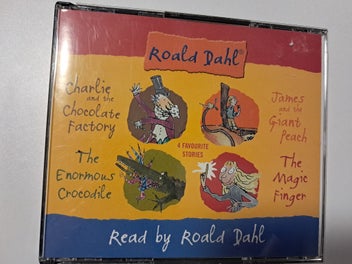 Roald Dahl®
Charlie
and the
Chocolate
Factory
James
and the
Giant
Peach
4 FAVOURITE
STORIES
The
Enormous
Crocodile
The
Magic
Finger
Read by Roald Dahl